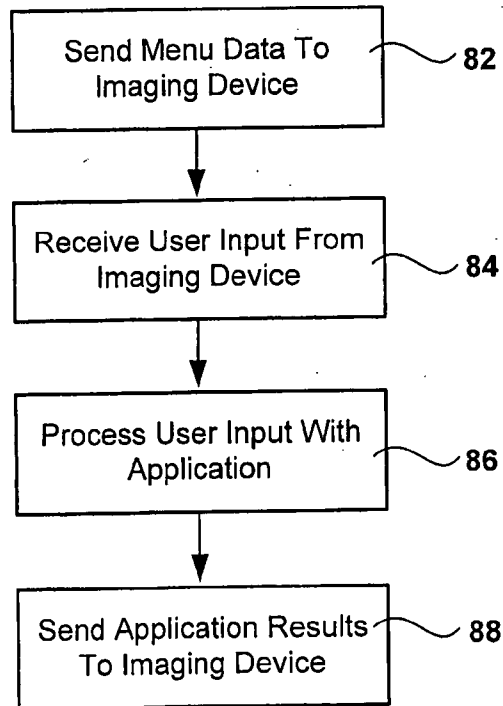 Send Menu Data To
Imaging Device
82
Receive User Input From
Imaging Device
84
Process User Input With
Application
86
Send Application Results
To Imaging Device
88